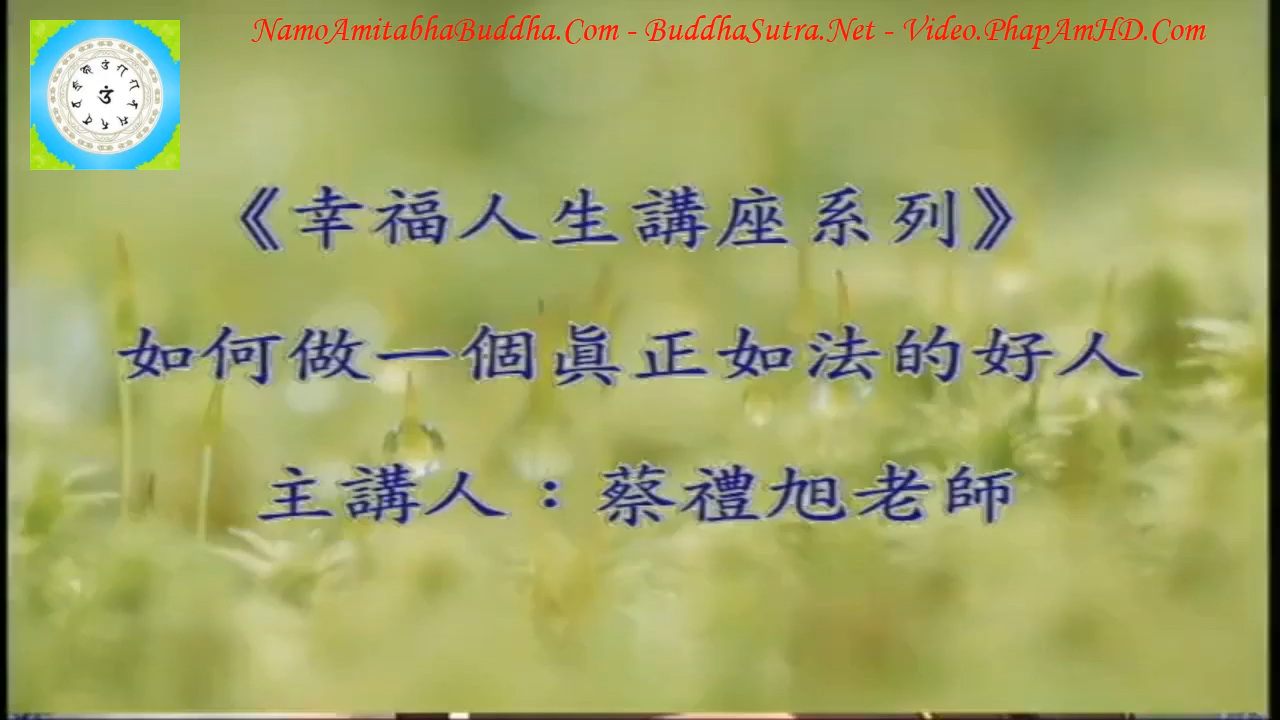 NamoAmitabhaBuddha.Com - BuddhaSutra.Net - Video.PhapAmHD.Com
《幸福人生講座系列》
如何做一個眞正如法的好人
主講人：蔡禮旭老師